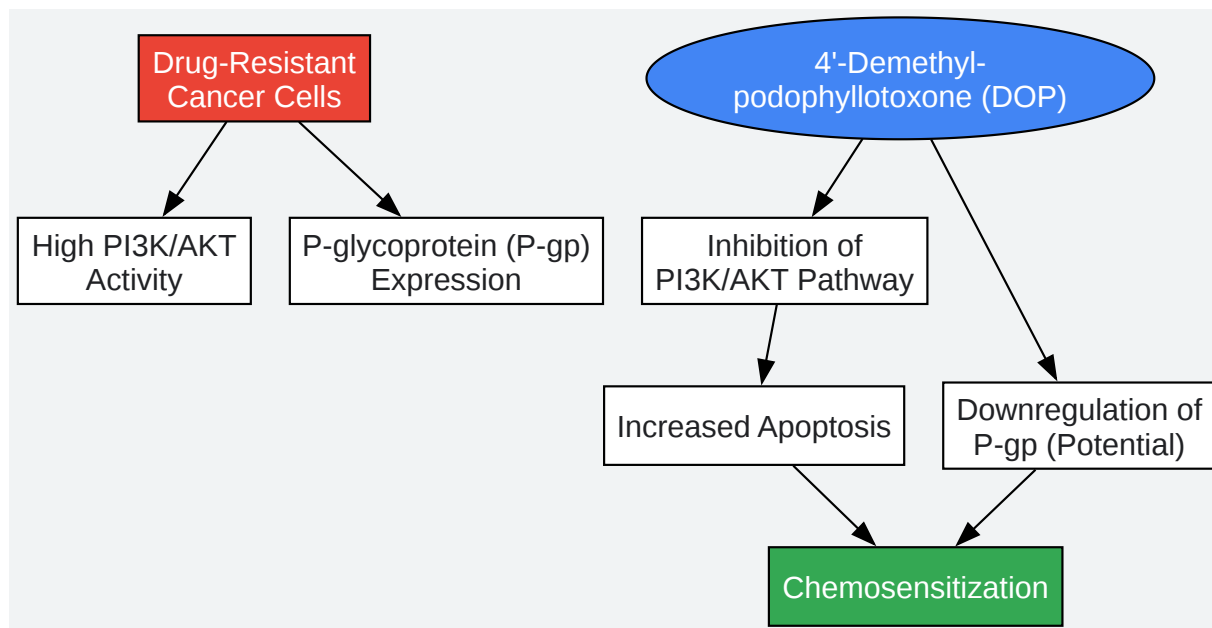 Drug-Resistant
Cancer Cells
4'-Demethyl-
podophyllotoxone (DOP)
High PI3K/AKT
Activity
P-glycoprotein (P-gp)
Expression
Inhibition of
PI3K/AKT Pathway
Increased Apoptosis
Downregulation of
P-gp (Potential)
Chemosensitization